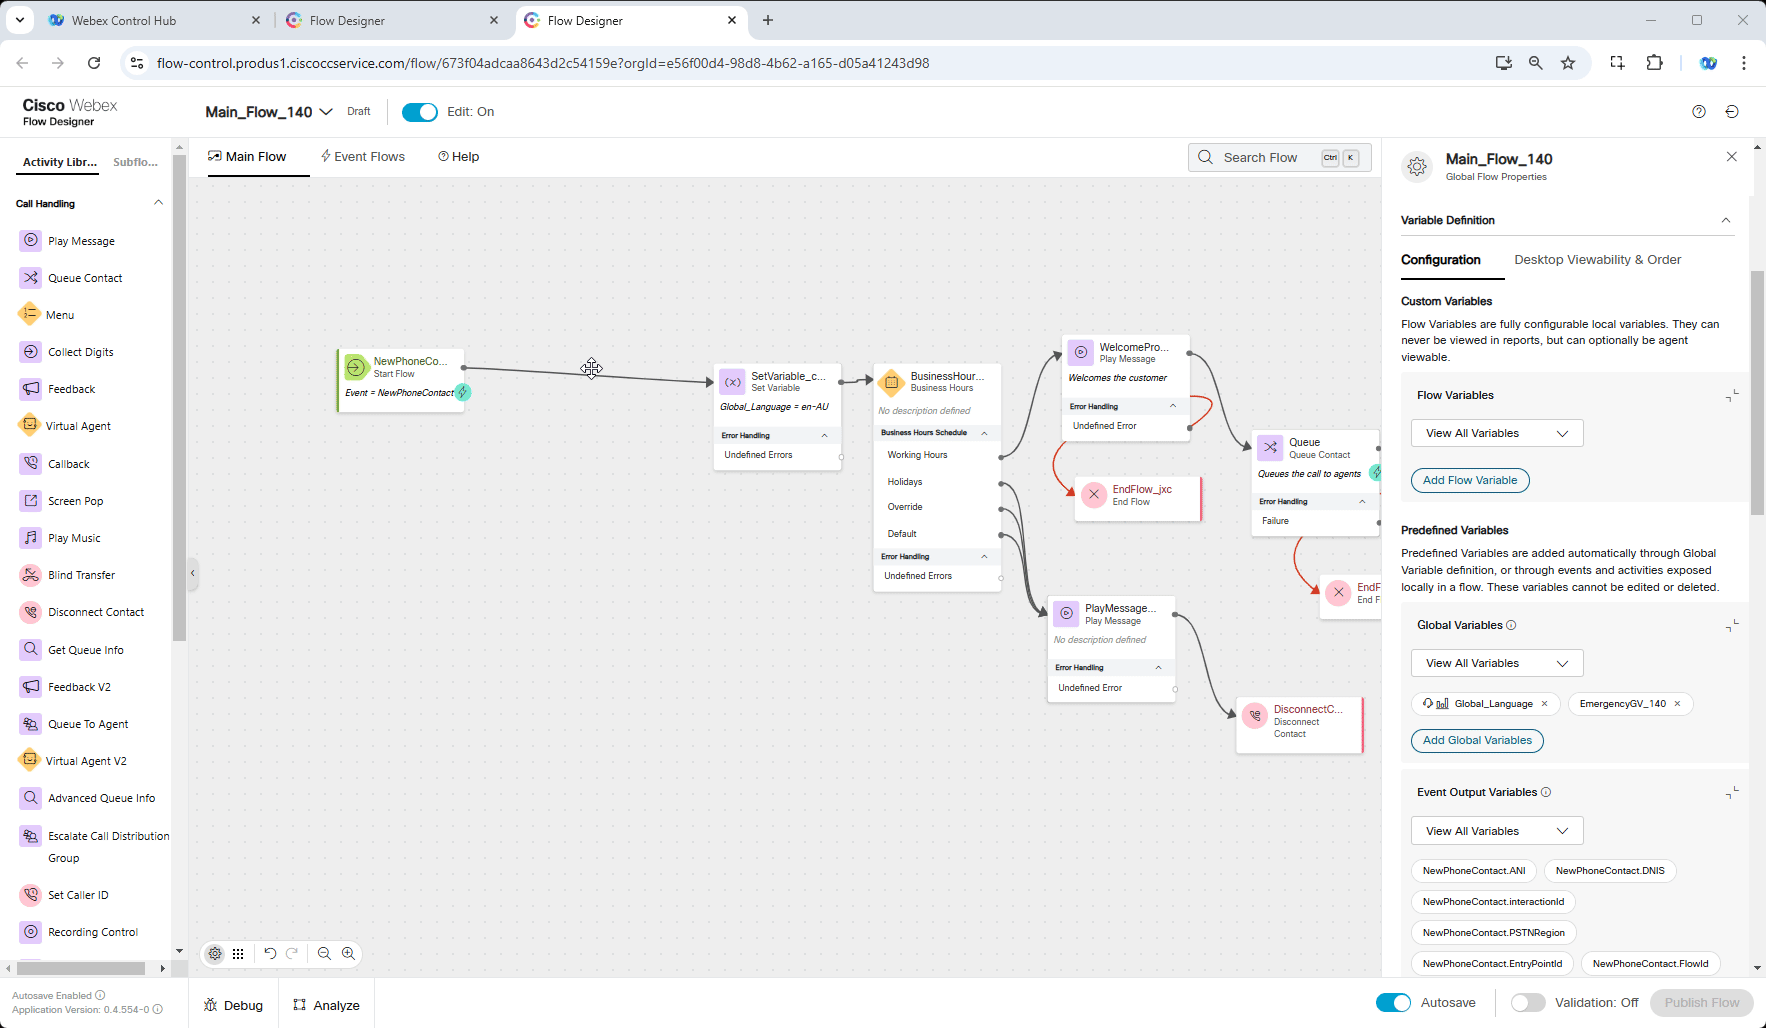 Webex Control Hub
Flow Designer
Flow Designer
flow-control.produs1.ciscoccservice.com/flow/673f04adcaa8643d2c54159e?orgId=e56f00d4-98d8-4b62-a165-d05a41243d98
Cisco Webex
Flow Designer
Main_Flow_140
Draft
Edit: On
Activity Libr...
Subflo...
Main Flow
Event Flows
Help
Search Flow
Ctrl
K
Call Handling
Play Message
Queue Contact
Menu
Collect Digits
Feedback
Virtual Agent
Callback
Screen Pop
Play Music
Blind Transfer
Disconnect Contact
Get Queue Info
Feedback V2
Queue To Agent
Virtual Agent V2
Advanced Queue Info
Escalate Call Distribution
Group
Set Caller ID
Recording Control
NewPhoneCo...
Start Flow
Event = NewPhoneContact
SetVariable_c...
Set Variable
Global_Language = en-AU
Error Handling
Undefined Errors
BusinessHour...
Business Hours
No description defined
Business Hours Schedule
Working Hours
Holidays
Override
Default
Error Handling
Undefined Errors
WelcomePro...
Play Message
Welcomes the customer
Error Handling
Undefined Error
EndFlow_jxc
End Flow
Queue
Queue Contact
Queues the call to agents
Error Handling
Failure
EndF
End F
PlayMessage...
Play Message
No description defined
Error Handling
Undefined Error
DisconnectC...
Disconnect
Contact
Main_Flow_140
Global Flow Properties
Variable Definition
Configuration
Desktop Viewability & Order
Custom Variables
Flow Variables are fully configurable local variables. They can
never be viewed in reports, but can optionally be agent
viewable.
Flow Variables
View All Variables
Add Flow Variable
Predefined Variables
Predefined Variables are added automatically through Global
Variable definition, or through events and activities exposed
locally in a flow. These variables cannot be edited or deleted.
Global Variables
View All Variables
Global_Language
EmergencyGV_140
Add Global Variables
Event Output Variables
View All Variables
NewPhoneContact.ANI
NewPhoneContact.DNIS
NewPhoneContact.interactionId
NewPhoneContact.PSTNRegion
NewPhoneContact.EntryPointId
NewPhoneContact.FlowId
Autosave Enabled
Application Version: 0.4.554-0
Debug
Analyze
Autosave
Validation: Off
Publish Flow